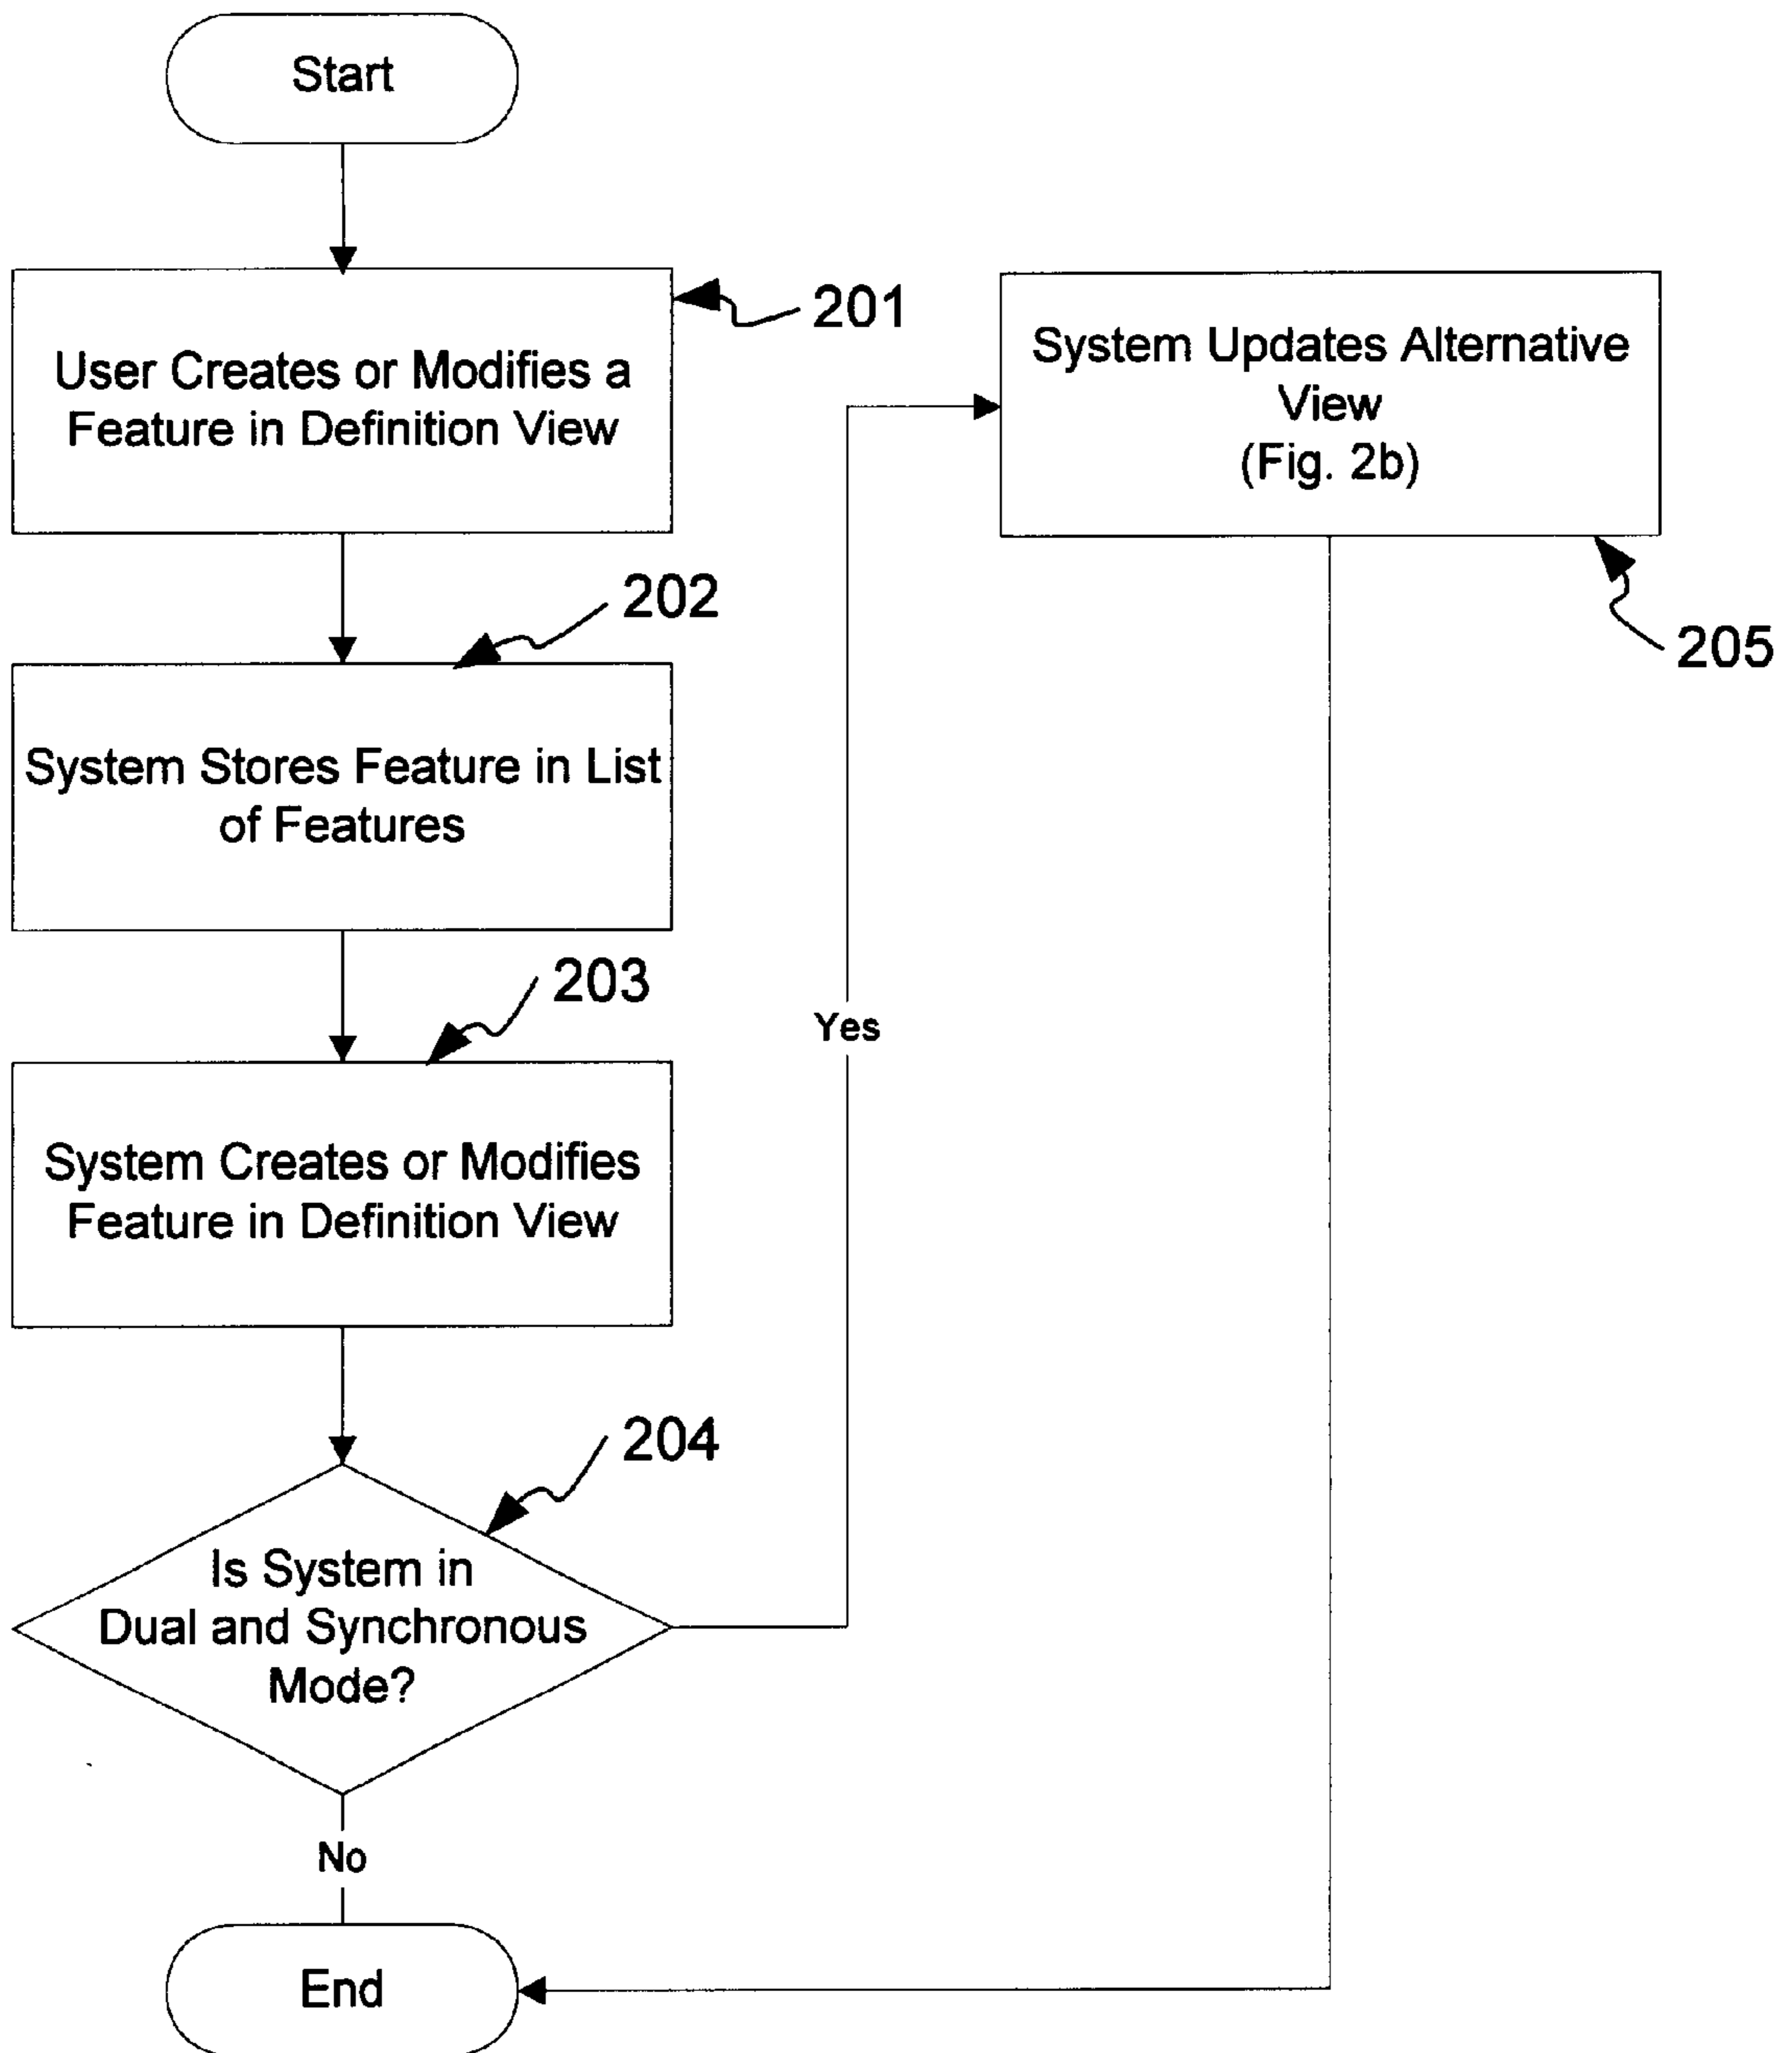 Start
201
User Creates or Modifies a
Feature in Definition View
System Updates Alternative
View
(Fig. 2b)
202
205
System Stores Feature in List
of Features
203
Yes
System Creates or Modifies
Feature in Definition View
204
Is System in
Dual and Synchronous
Mode?
No
End